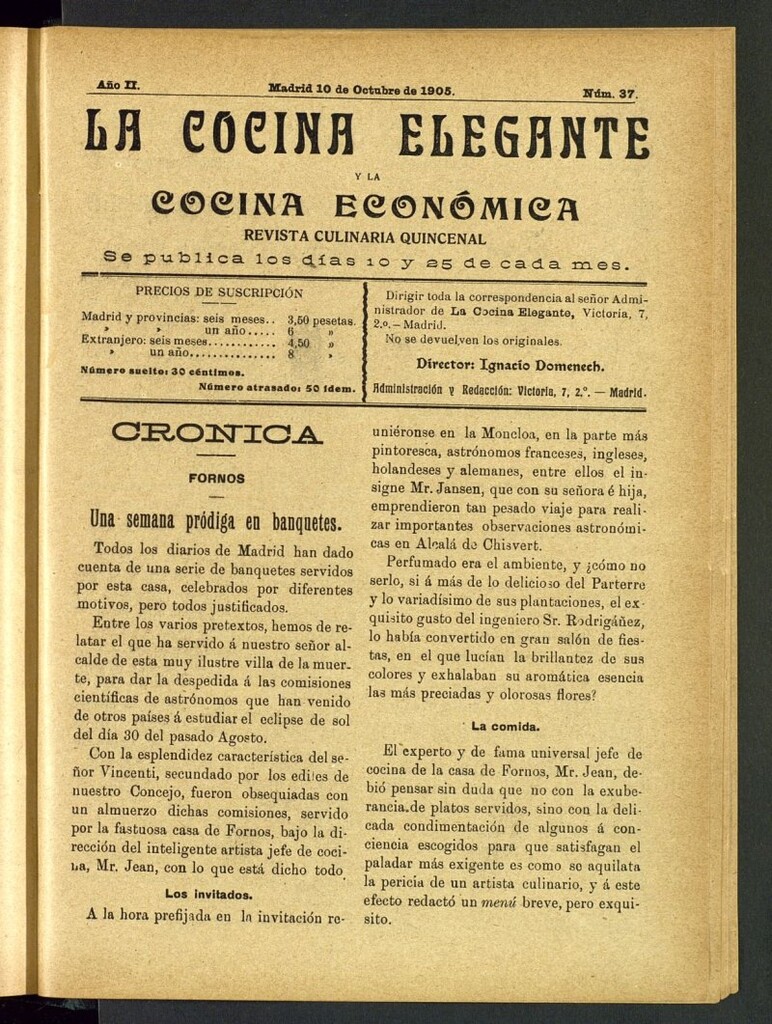 Año II.
Madrid 10 de Octubre de 1905.
Núm. 37.
LA COCINA ELEGANTE
Y LA
COCINA ECONÓMICA
REVISTA CULINARIA QUINCENAL
Se publica los días 10 y 25 de cada mes.
PRECIOS DE SUSCRIPCIÓN
Madrid y provincias: seis meses.. 3,50 pesetas.
» » un año..... 6 »
Extranjero: seis meses............ 4,50 »
» un año.............. 8 »
Número suelto: 30 céntimos.
Número atrasado: 50 idem.
Dirigir toda la correspondencia al señor Admi-
nistrador de La Cocina Elegante, Victoria, 7,
2.º — Madrid.
No se devuelven los originales.
Director: Ignacio Domenech.
Administración y Redacción: Victoria, 7, 2.º. — Madrid.
CRONICA
FORNOS
Una semana pródiga en banquetes.
Todos los diarios de Madrid han dado
cuenta de una serie de banquetes servidos
por esta casa, celebrados por diferentes
motivos, pero todos justificados.
Entre los varios pretextos, hemos de re-
latar el que ha servido á nuestro señor al-
calde de esta muy ilustre villa de la muer-
te, para dar la despedida á las comisiones
científicas de astrónomos que han venido
de otros países á estudiar el eclipse de sol
del día 30 del pasado Agosto.
Con la esplendidez característica del se-
ñor Vincenti, secundado por los ediles de
nuestro Concejo, fueron obsequiadas con
un almuerzo dichas comisiones, servido
por la fastuosa casa de Fornos, bajo la di-
rección del inteligente artista jefe de coci-
na, Mr. Jean, con lo que está dicho todo
Los invitados.
A la hora prefijada en la invitación re-
uniéronse en la Moncloa, en la parte más
pintoresca, astrónomos franceses, ingleses,
holandeses y alemanes, entre ellos el in-
signe Mr. Jansen, que con su señora é hija,
emprendieron tan pesado viaje para reali-
zar importantes observaciones astronómi-
cas en Alcalá de Chisvert.
Perfumado era el ambiente, y ¿cómo no
serlo, si á más de lo delicioso del Parterre
y lo variadísimo de sus plantaciones, el ex-
quisito gusto del ingeniero Sr. Rodrigáñez,
lo había convertido en gran salón de fies-
tas, en el que lucían la brillantez de sus
colores y exhalaban su aromática esencia
las más preciadas y olorosas flores?
La comida.
El experto y de fama universal jefe de
cocina de la casa de Fornos, Mr. Jean, de-
bió pensar sin duda que no con la exube-
rancia de platos servidos, sino con la deli-
cada condimentación de algunos á con-
ciencia escogidos para que satisfagan el
paladar más exigente es como se aquilata
la pericia de un artista culinario, y á este
efecto redactó un menú breve, pero exqui-
sito.